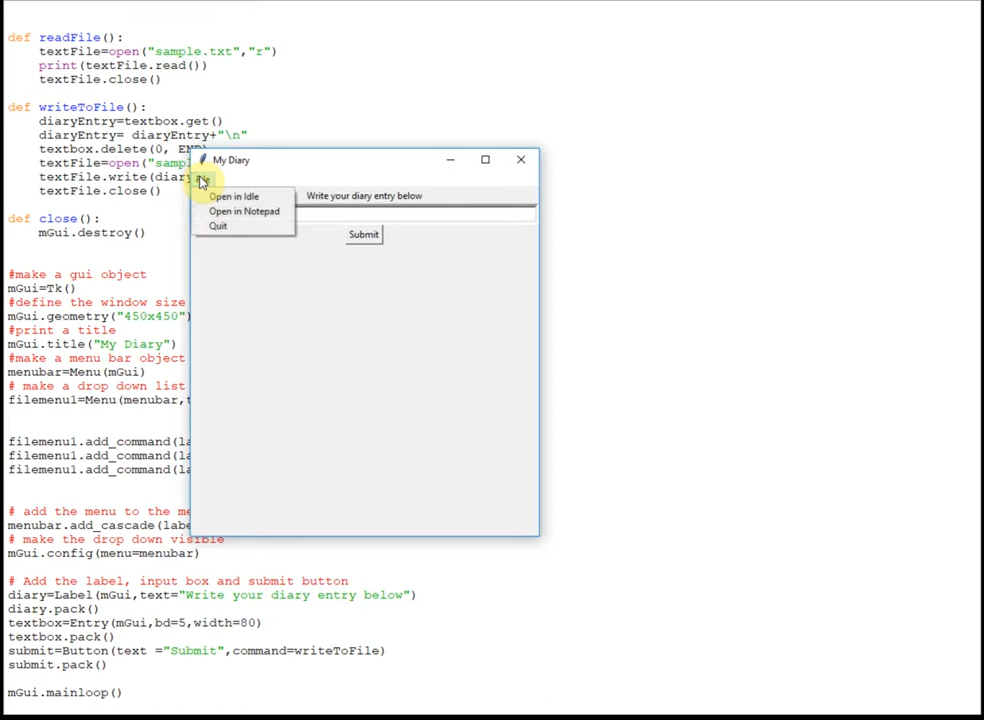 def readFile():
textFile=open("sample.txt","r")
print(textFile.read())
textFile.close()
def writeToFile():
diaryEntry=textbox.get()
diaryEntry= diaryEntry+"\n"
textbox.delete(0, END)
textFile=open("samp
textFile.write(diary
textFile.close()
def close():
mGui.destroy()
#make a gui object
mGui=Tk()
#define the window size
mGui.geometry("450x450")
#print a title
mGui.title("My Diary")
#make a menu bar object
menubar=Menu(mGui)
# make a drop down list
filemenu1=Menu(menubar,t
filemenu1.add_command(la
filemenu1.add_command(la
filemenu1.add_command(la
# add the menu to the me
menubar.add_cascade(labe
# make the drop down visible
mGui.config(menu=menubar)
# Add the label, input box and submit button
diary=Label(mGui,text="Write your diary entry below")
diary.pack()
textbox=Entry(mGui,bd=5,width=80)
textbox.pack()
submit=Button(text ="Submit",command=writeToFile)
submit.pack()
mGui.mainloop()
My Diary
Open in Idle
Open in Notepad
Quit
Write your diary entry below
Submit